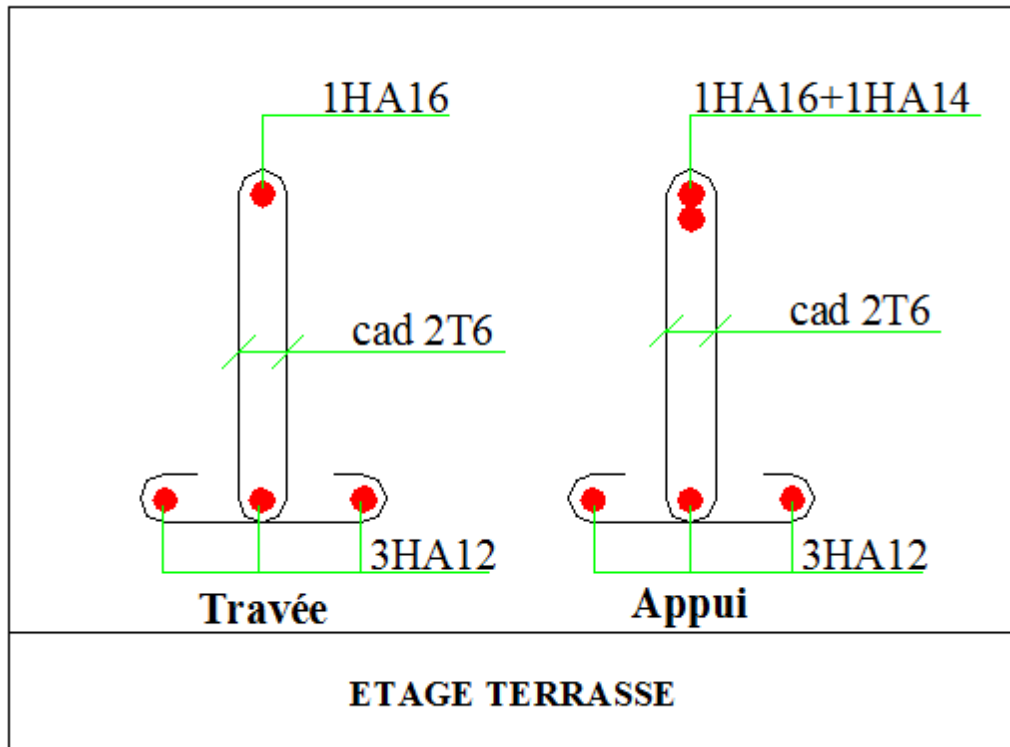 1HA16
1HA16+1HA14
cad 2T6
cad 2T6
3HA12
3HA12
Travée
Appui
ETAGE TERRASSE